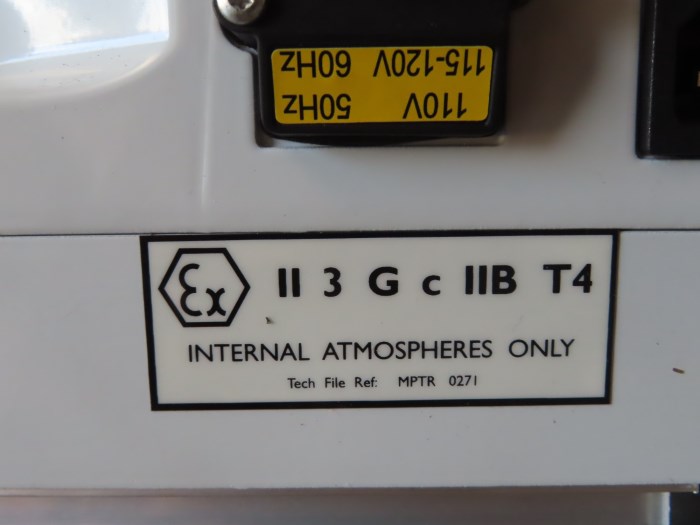 110V 50Hz
115-120V 60Hz
Ex II 3 G c IIB T4
INTERNAL ATMOSPHERES ONLY
Tech File Ref: MPTR 0271